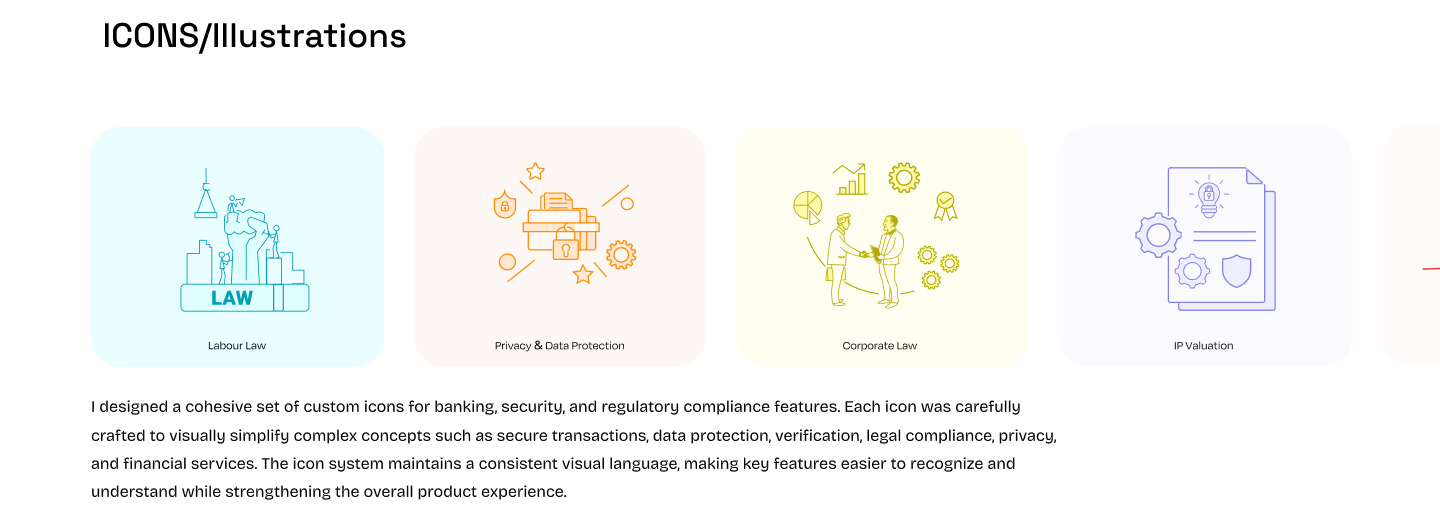 ICONS/Illustrations
LAW
Labour Law
Privacy & Data Protection
Corporate Law
IP Valuation
I designed a cohesive set of custom icons for banking, security, and regulatory compliance features. Each icon was carefully
crafted to visually simplify complex concepts such as secure transactions, data protection, verification, legal compliance, privacy,
and financial services. The icon system maintains a consistent visual language, making key features easier to recognize and
understand while strengthening the overall product experience.